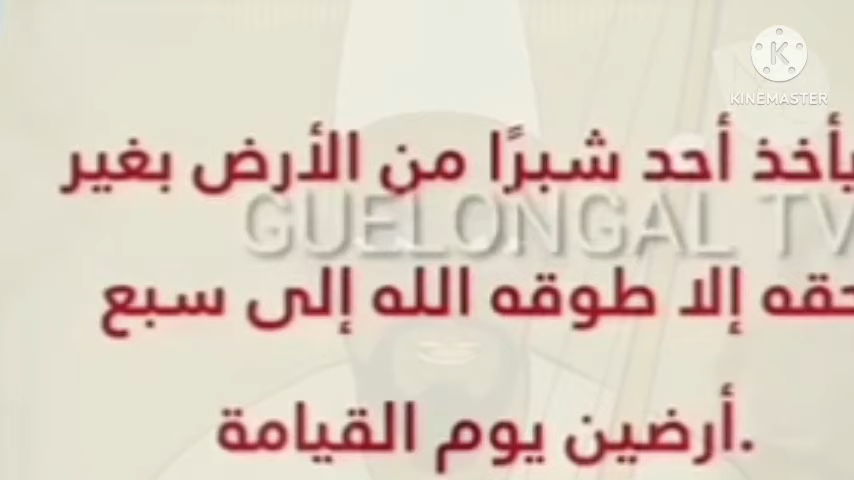 KINEMASTER
يأخذ أحد شبرًا من الأرض بغير
GUELONGAL TV
حقه إلا طوقه الله إلى سبع
أرضين يوم القيامة.